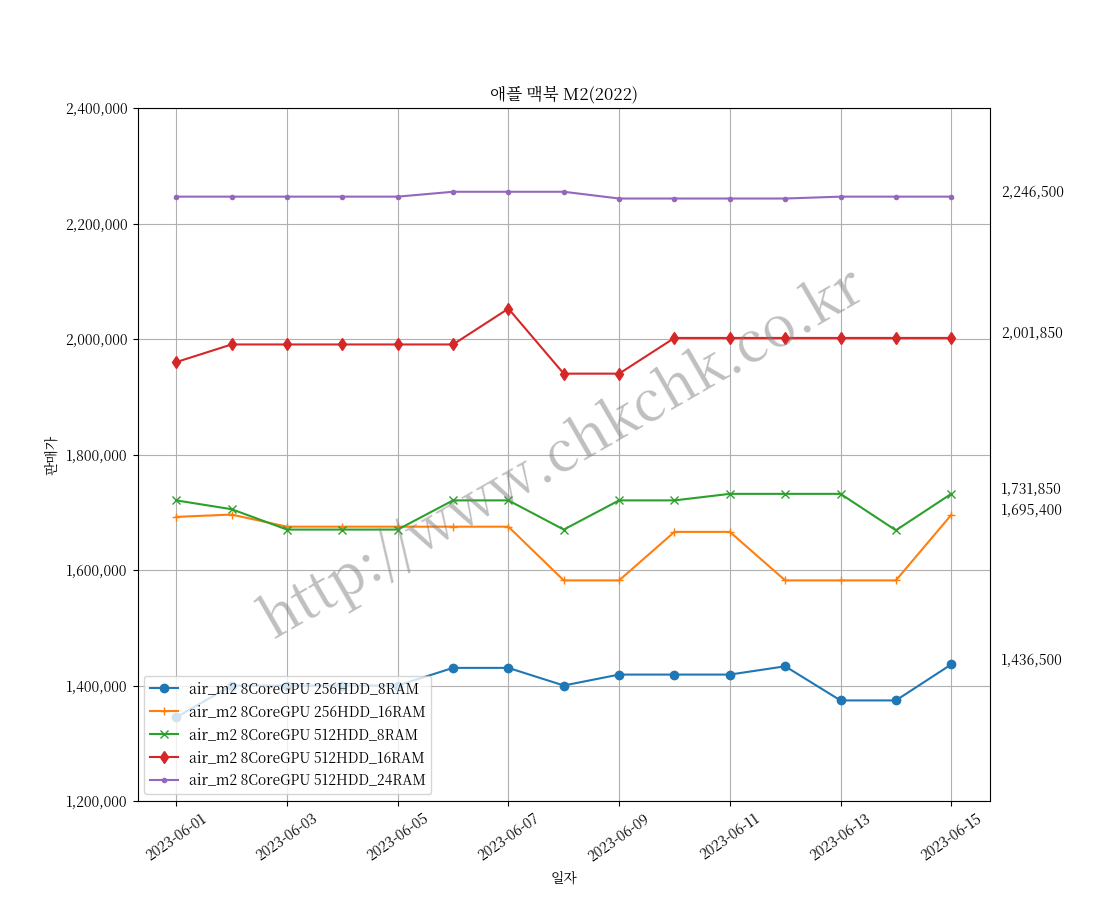 애플 맥북 M2(2022)
2,400,000
2,200,000
2,000,000
1,800,000
1,600,000
1,400,000
1,200,000
판매가
2,246,500
2,001,850
1,731,850
1,695,400
1,436,500
http://www.chkchk.co.kr
air_m2 8CoreGPU 256HDD_8RAM
air_m2 8CoreGPU 256HDD_16RAM
air_m2 8CoreGPU 512HDD_8RAM
air_m2 8CoreGPU 512HDD_16RAM
air_m2 8CoreGPU 512HDD_24RAM
2023-06-01
2023-06-03
2023-06-05
2023-06-07
2023-06-09
2023-06-11
2023-06-13
2023-06-15
일자